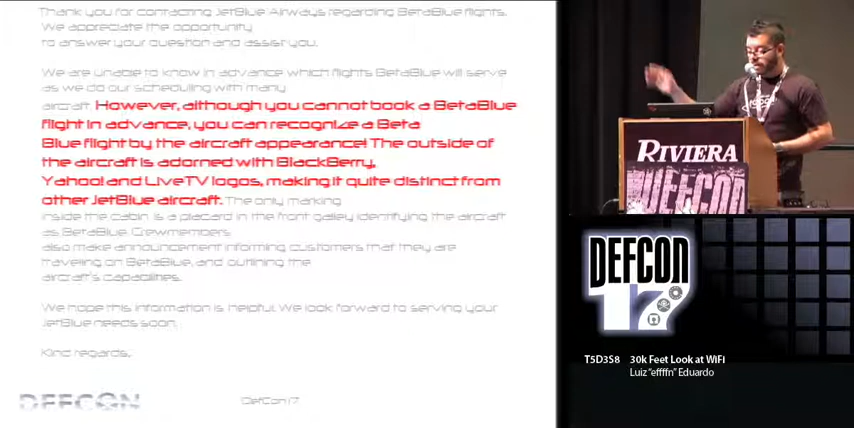 Thank you for contacting JetBlue Airways regarding BetaBlue flights.
We appreciate the opportunity
to answer your question and assist you.
We are unable to know in advance which flights BetaBlue will serve
as we do our scheduling with many
aircraft. However, although you cannot book a BetaBlue
flight in advance, you can recognize a Beta
Blue flight by the aircraft appearance! The outside of
the aircraft is adorned with BlackBerry,
Yahoo! and LiveTV logos, making it quite distinct from
other JetBlue aircraft. The only marking
inside the cabin is a placard in the front galley identifying the aircraft
as BetaBlue. Crewmembers
also make announcement informing customers that they are
traveling on BetaBlue, and outlining the
aircraft's capabilities.
We hope this information is helpful. We look forward to serving your
JetBlue needs soon.
Kind regards,
DEFCON
DefCon 17
RIVIERA
DEFCON
DEFCON
17
T5D3S8 30k Feet Look at WiFi
Luiz "effffn" Eduardo